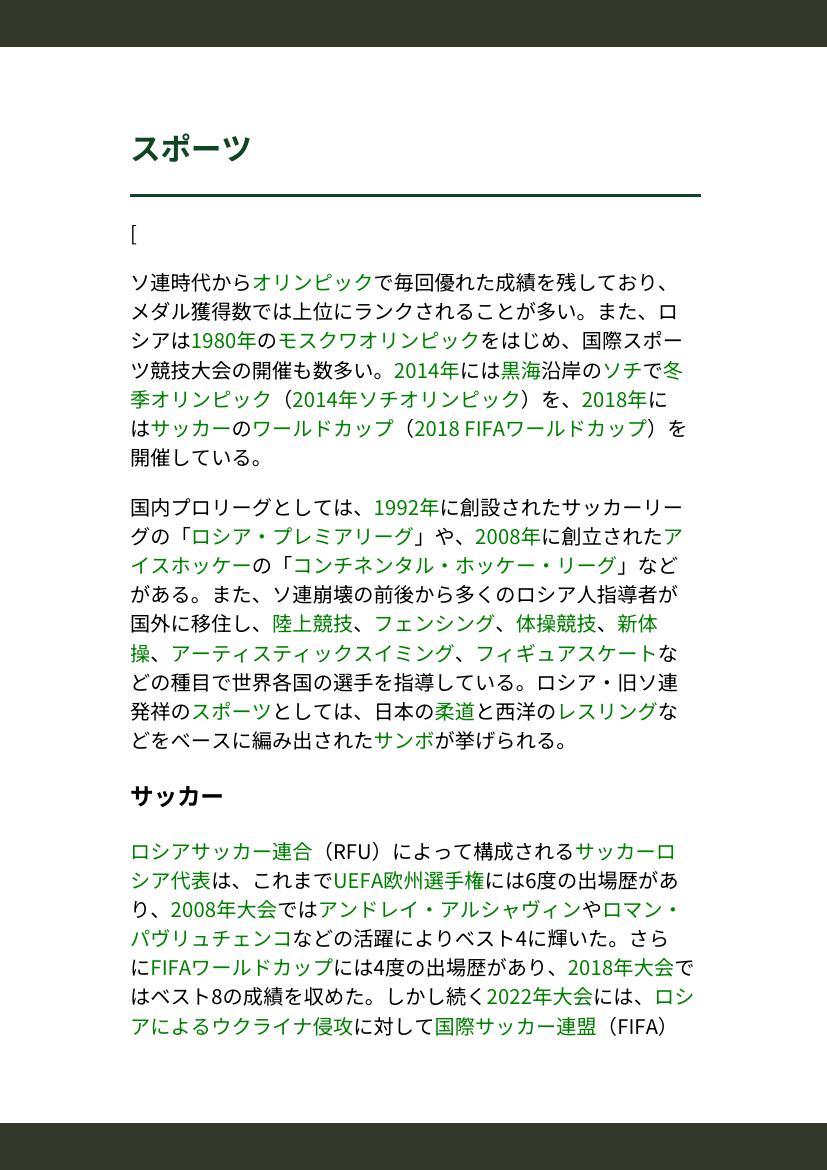 スポーツ
[
ソ連時代からオリンピックで毎回優れた成績を残しており、
メダル獲得数では上位にランクされることが多い。また、ロ
シアは1980年のモスクワオリンピックをはじめ、国際スポー
ツ競技大会の開催も数多い。2014年には黒海沿岸のソチで冬
季オリンピック（2014年ソチオリンピック）を、2018年に
はサッカーのワールドカップ（2018 FIFAワールドカップ）を
開催している。
国内プロリーグとしては、1992年に創設されたサッカーリー
グの「ロシア・プレミアリーグ」や、2008年に創立されたア
イスホッケーの「コンチネンタル・ホッケー・リーグ」など
がある。また、ソ連崩壊の前後から多くのロシア人指導者が
国外に移住し、陸上競技、フェンシング、体操競技、新体
操、アーティスティックスイミング、フィギュアスケートな
どの種目で世界各国の選手を指導している。ロシア・旧ソ連
発祥のスポーツとしては、日本の柔道と西洋のレスリングな
どをベースに編み出されたサンボが挙げられる。
サッカー
ロシアサッカー連合（RFU）によって構成されるサッカーロ
シア代表は、これまでUEFA欧州選手権には6度の出場歴があ
り、2008年大会ではアンドレイ・アルシャヴィンやロマン・
パヴリュチェンコなどの活躍によりベスト4に輝いた。さら
にFIFAワールドカップには4度の出場歴があり、2018年大会で
はベスト8の成績を収めた。しかし続く2022年大会には、ロシ
アによるウクライナ侵攻に対して国際サッカー連盟（FIFA）